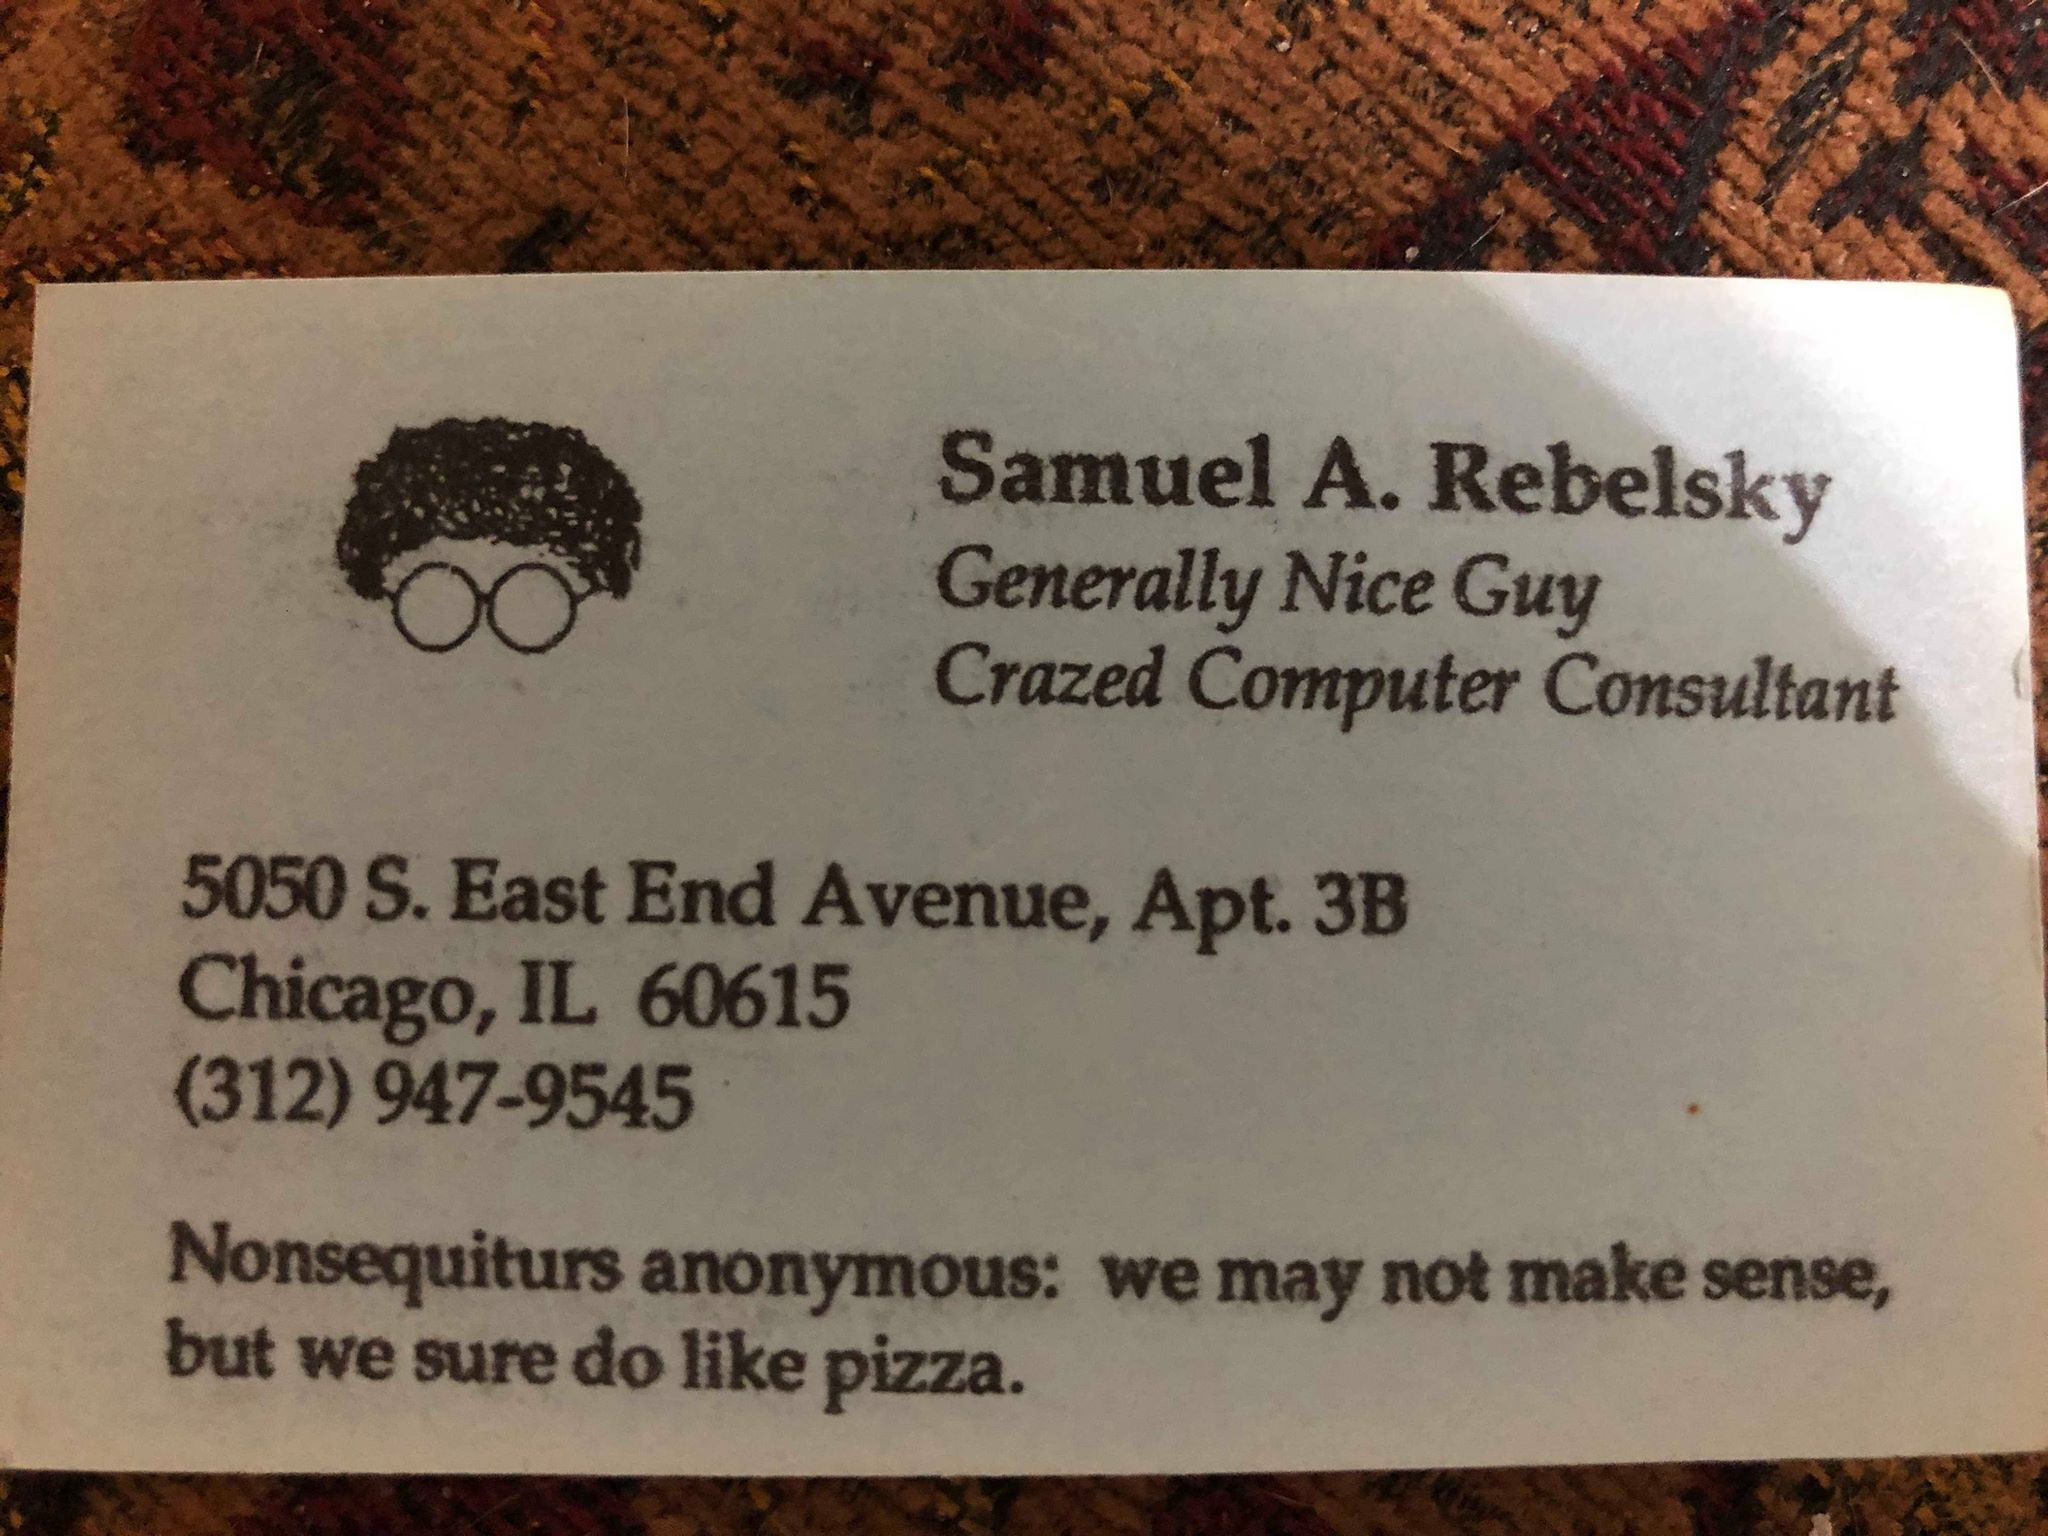 Samuel A. Rebelsky
Generally Nice Guy
Crazed Computer Consultant
5050 S. East End Avenue, Apt. 3B
Chicago, IL 60615
(312) 947-9545
Nonsequiturs anonymous: we may not make sense,
but we sure do like pizza.